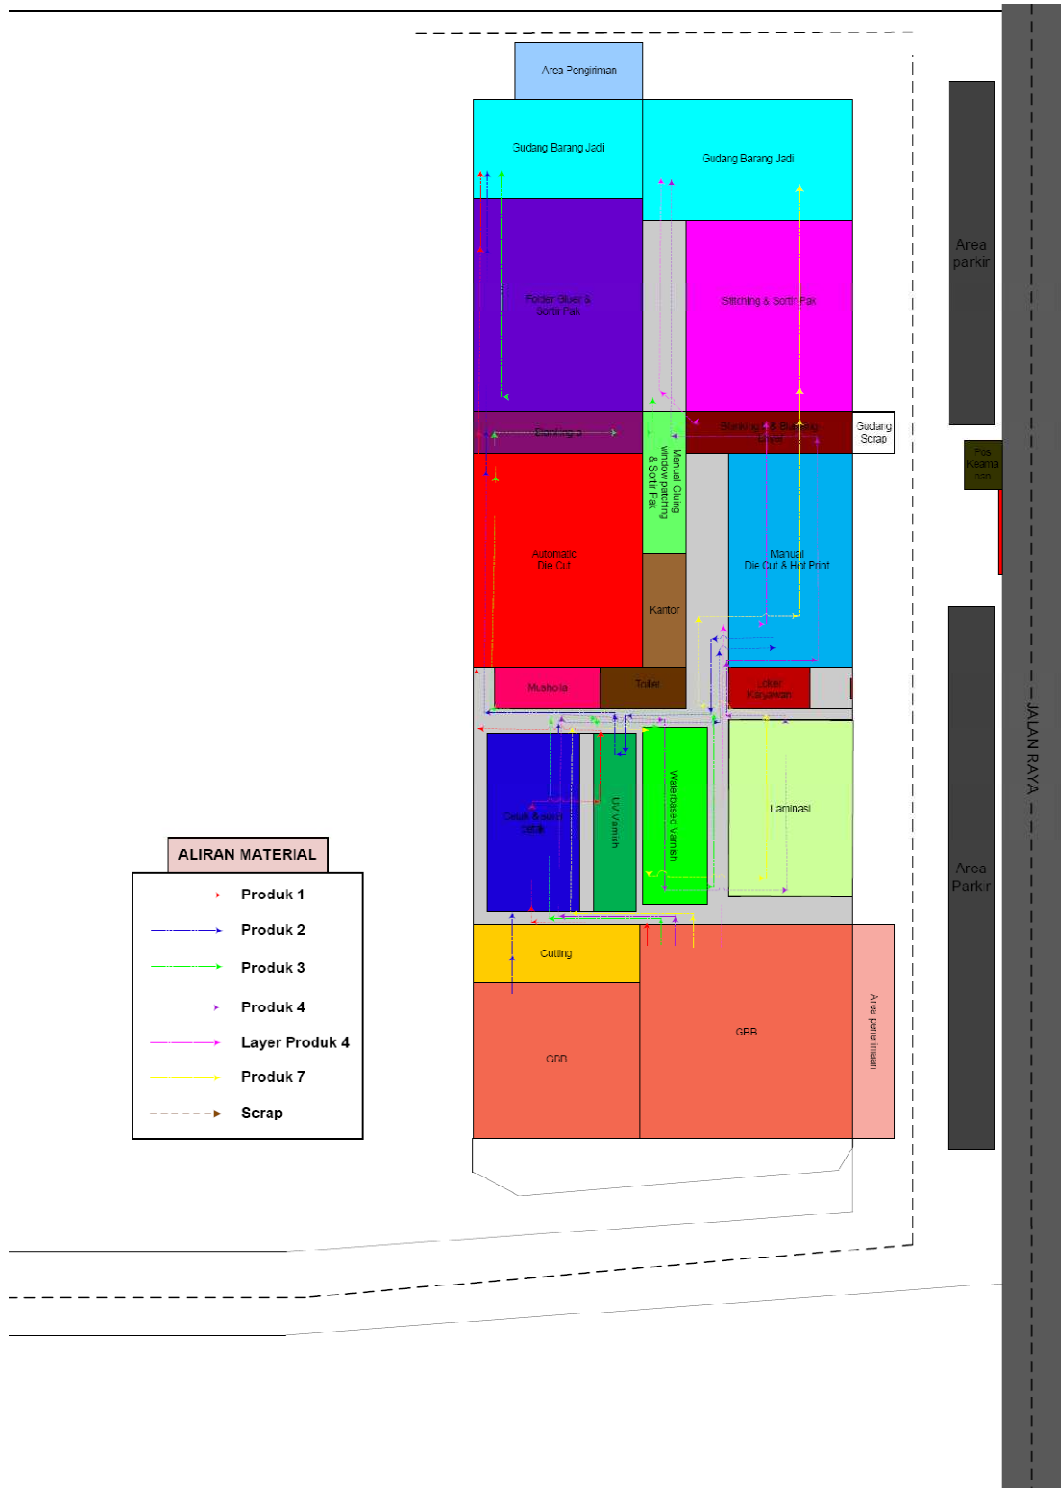 Area Pengiriman
Gudang Barang Jadi
Gudang Barang Jadi
Area
parkir
Folder Gluer &
Sortir Pak
Stitching & Sortir Pak
Gudang
Scrap
Pos
Keama
nan
Manual Gluing
window patching
& Sortir Pak
Automatic
Die Cut
Manual
Die Cut & Hot Print
Kantor
Musholla
Toilet
Loker
Karyawan
JALAN RAYA
UV Varnish
Waterbased Varnish
Laminasi
Area
Parkir
ALIRAN MATERIAL
Produk 1
Produk 2
Produk 3
Produk 4
Layer Produk 4
Produk 7
Scrap
Cutting
GBB
GBB
Area penerimaan